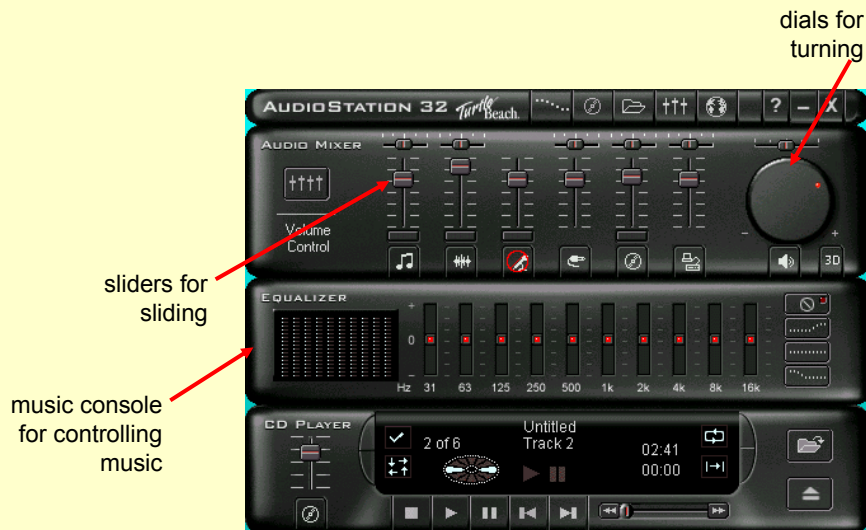 dials for
turning
AUDIOSTATION 32 Turtle Beach. ? – X
AUDIO MIXER
Volume
Control
– +
3D
sliders for
sliding
EQUALIZER
+
0
–
Hz 31 63 125 250 500 1k 2k 4k 8k 16k
music console
for controlling
music
CD PLAYER
2 of 6
Untitled
Track 2
02:41
00:00